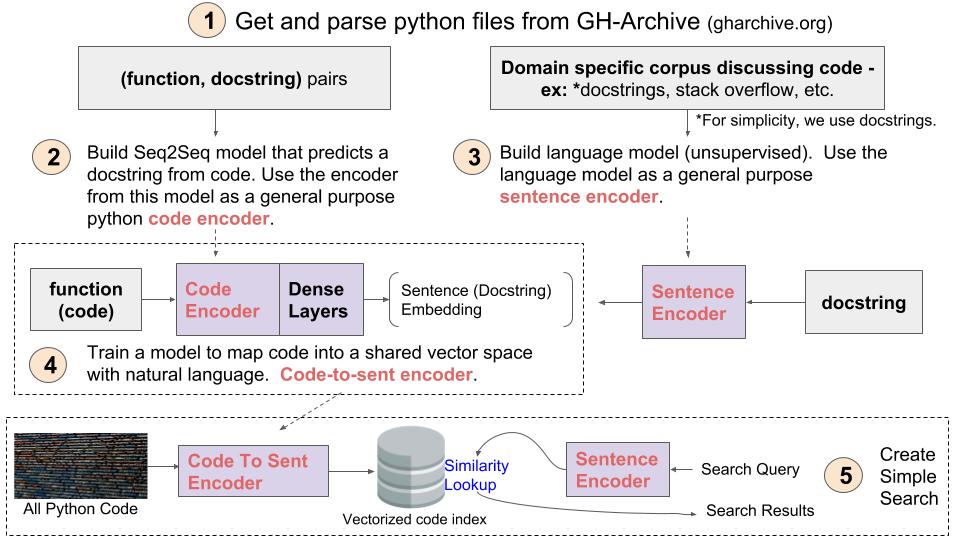 1 Get and parse python files from GH-Archive (gharchive.org)
(function, docstring) pairs
Domain specific corpus discussing code -
ex: *docstrings, stack overflow, etc.
*For simplicity, we use docstrings.
2
Build Seq2Seq model that predicts a
docstring from code. Use the encoder
from this model as a general purpose
python code encoder.
3
Build language model (unsupervised). Use the
language model as a general purpose
sentence encoder.
function
(code)
Code
Encoder
Dense
Layers
Sentence (Docstring)
Embedding
Sentence
Encoder
docstring
4
Train a model to map code into a shared vector space
with natural language. Code-to-sent encoder.
All Python Code
Code To Sent
Encoder
Vectorized code index
Similarity
Lookup
Sentence
Encoder
Search Query
Search Results
5
Create
Simple
Search